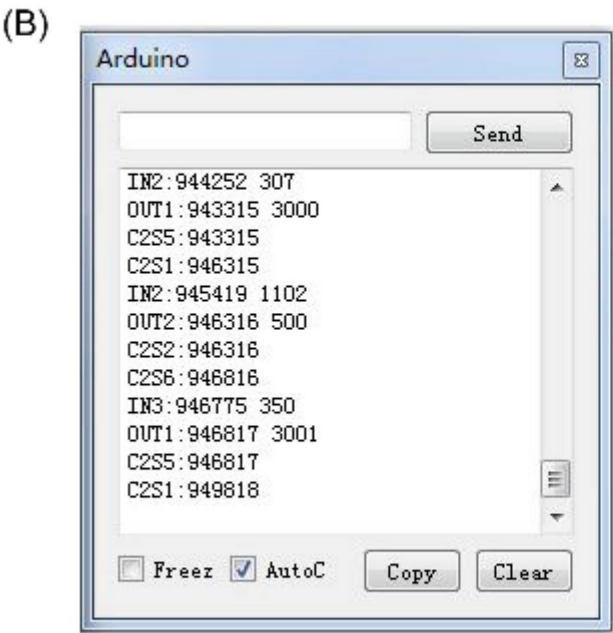 (B)
Arduino
Send
IN2:944252 307
OUT1:943315 3000
C2S5:943315
C2S1:946315
IN2:945419 1102
OUT2:946316 500
C2S2:946316
C2S6:946816
IN3:946775 350
OUT1:946817 3001
C2S5:946817
C2S1:949818
Freez AutoC Copy Clear